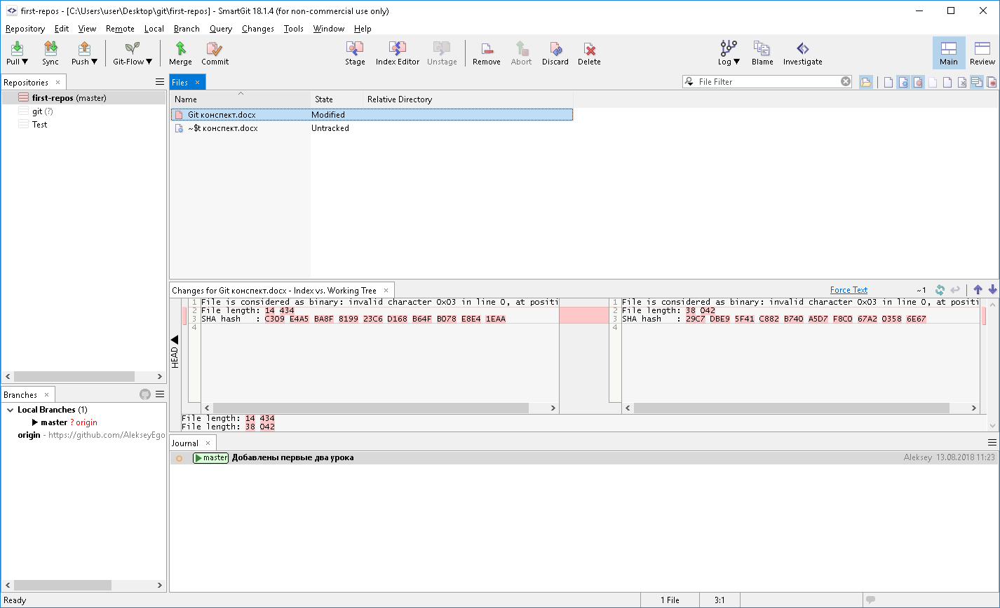 first-repos - [C:\Users\user\Desktop\git\first-repos] - SmartGit 18.1.4 (for non-commercial use only)
Repository Edit View Remote Local Branch Query Changes Tools Window Help
Pull ▼ Sync Push ▼ Git-Flow ▼ Merge Commit Stage Index Editor Unstage Remove Abort Discard Delete Log ▼ Blame Investigate Main Review
Repositories
first-repos (master)
git (?)
Test
Files
File Filter
Name State Relative Directory
Git конспект.docx Modified
~$t конспект.docx Untracked
Changes for Git конспект.docx - Index vs. Working Tree
Force Text
~1
HEAD
1 File is considered as binary: invalid character 0x03 in line 0, at positi
2 File length: 14 434
3 SHA hash : C309 E4A5 BA8F 8199 23C6 D168 B64F B078 E8E4 1EAA
4
1 File is considered as binary: invalid character 0x03 in line 0, at positi
2 File length: 38 042
3 SHA hash : 29C7 DBE9 5F41 C882 B740 A5D7 F8C0 67A2 0358 6E67
4
File length: 14 434
File length: 38 042
Branches
Local Branches (1)
master ? origin
origin - https://github.com/AlekseyEgo
Journal
master Добавлены первые два урока Aleksey 13.08.2018 11:23
Ready 1 File 3:1